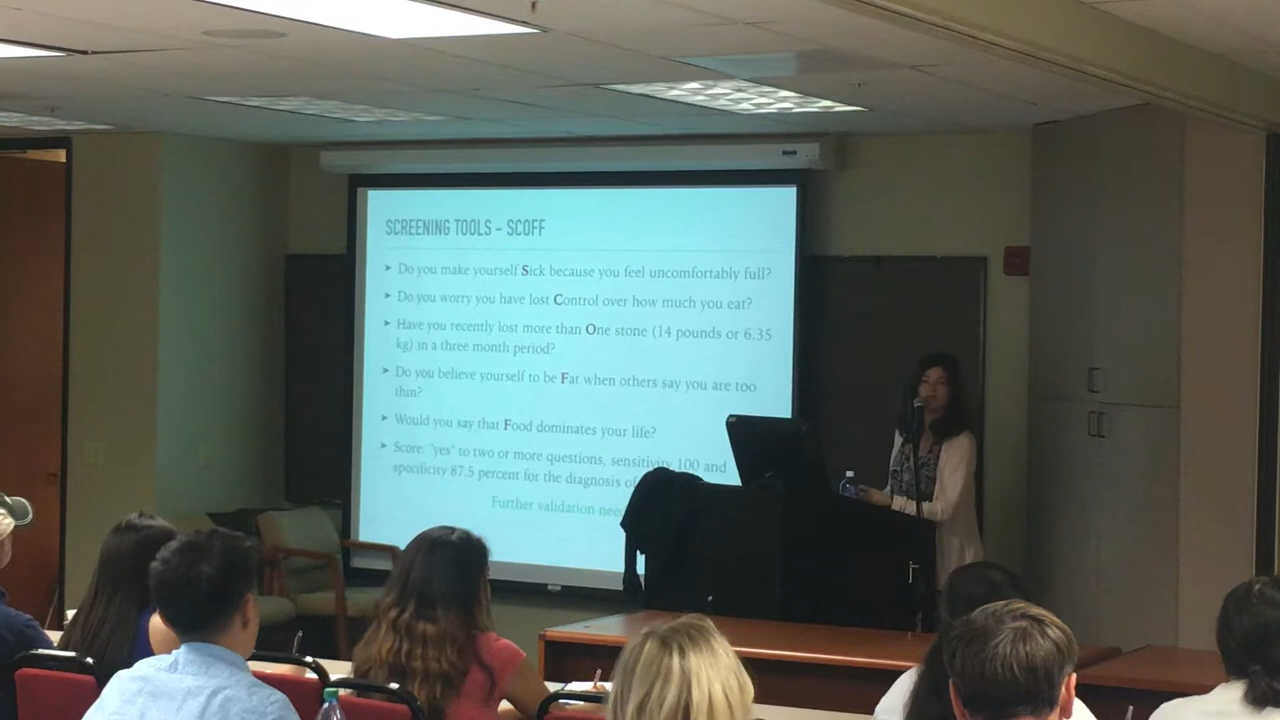 SCREENING TOOLS - SCOFF
➤ Do you make yourself Sick because you feel uncomfortably full?
➤ Do you worry you have lost Control over how much you eat?
➤ Have you recently lost more than One stone (14 pounds or 6.35
kg) in a three month period?
➤ Do you believe yourself to be Fat when others say you are too
thin?
➤ Would you say that Food dominates your life?
➤ Score: "yes" to two or more questions, sensitivity 100 and
specificity 87.5 percent for the diagnosis of
Further validation